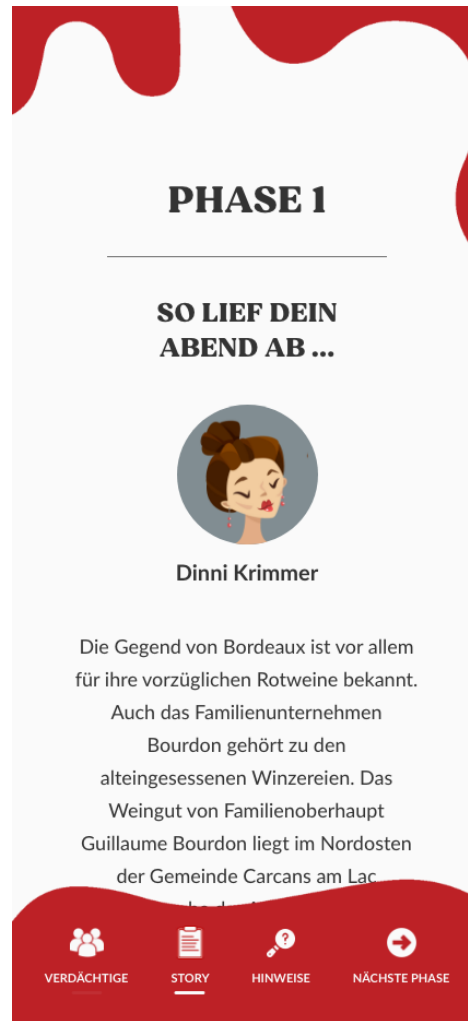 PHASE 1
SO LIEF DEIN
ABEND AB ...
Dinni Krimmer
Die Gegend von Bordeaux ist vor allem
für ihre vorzüglichen Rotweine bekannt.
Auch das Familienunternehmen
Bourdon gehört zu den
alteingesessenen Winzereien. Das
Weingut von Familienoberhaupt
Guillaume Bourdon liegt im Nordosten
der Gemeinde Carcans am Lac
VERDÄCHTIGE
STORY
HINWEISE
NÄCHSTE PHASE